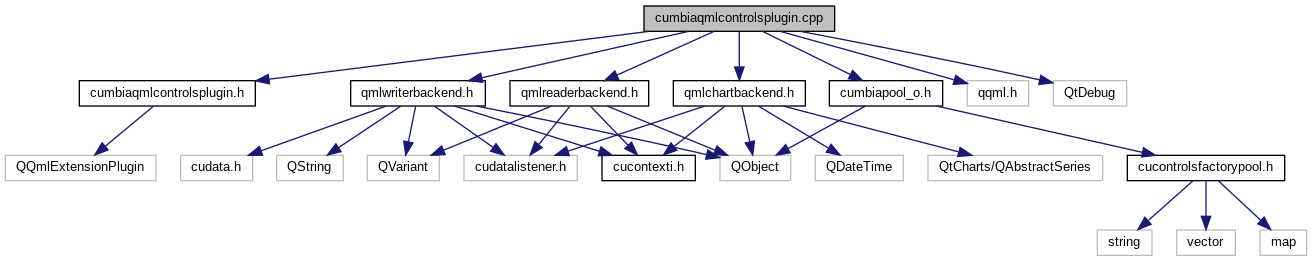 cumbiaqmlcontrolsplugin.cpp
cumbiaqmlcontrolsplugin.h
qmlwriterbackend.h
qmlreaderbackend.h
qmlchartbackend.h
cumbiapool_o.h
qqml.h
QtDebug
QQmlExtensionPlugin
cudata.h
QString
QVariant
cudatalistener.h
cucontexti.h
QObject
QDateTime
QtCharts/QAbstractSeries
cucontrolsfactorypool.h
string
vector
map